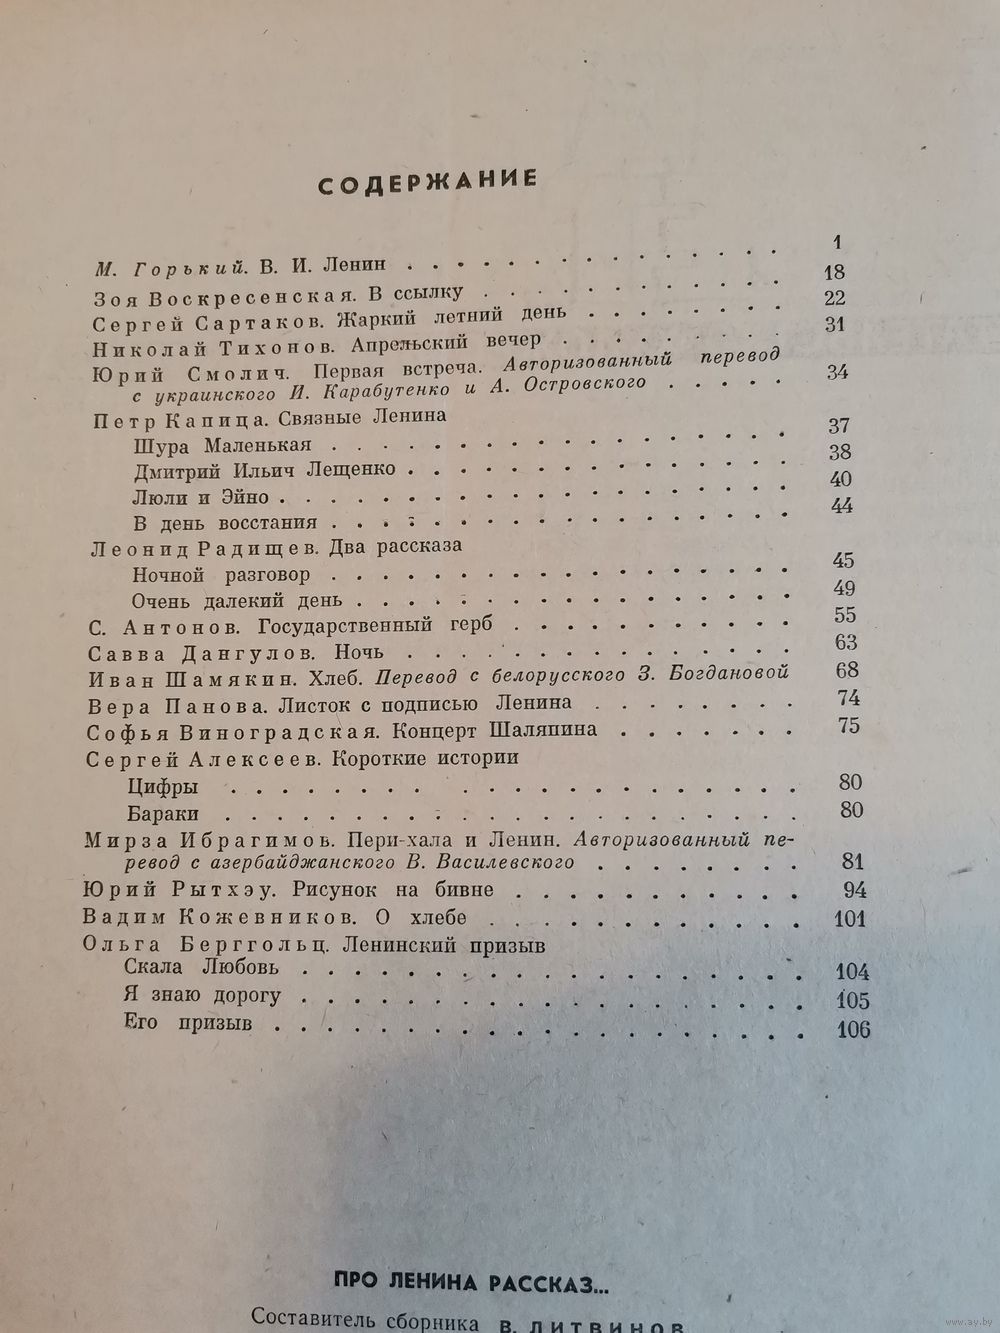 СОДЕРЖАНИЕ
М. Горький. В. И. Ленин . . . . . . . . . . . . . . . 1
Зоя Воскресенская. В ссылку . . . . . . . . . . . . 18
Сергей Сартаков. Жаркий летний день . . . . . . . . 22
Николай Тихонов. Апрельский вечер . . . . . . . . . 31
Юрий Смолич. Первая встреча. Авторизованный перевод
с украинского И. Карабутенко и А. Островского . . . . . 34
Петр Капица. Связные Ленина
Шура Маленькая . . . . . . . . . . . . . . . . . . 37
Дмитрий Ильич Лещенко . . . . . . . . . . . . . . . 38
Люли и Эйно . . . . . . . . . . . . . . . . . . . . 40
В день восстания . . . . . . . . . . . . . . . . . . 44
Леонид Радищев. Два рассказа
Ночной разговор . . . . . . . . . . . . . . . . . . 45
Очень далекий день . . . . . . . . . . . . . . . . . 49
С. Антонов. Государственный герб . . . . . . . . . . . 55
Савва Дангулов. Ночь . . . . . . . . . . . . . . . 63
Иван Шамякин. Хлеб. Перевод с белорусского З. Богдановой 68
Вера Панова. Листок с подписью Ленина . . . . . . . . 74
Софья Виноградская. Концерт Шаляпина . . . . . . . 75
Сергей Алексеев. Короткие истории
Цифры . . . . . . . . . . . . . . . . . . . . . . 80
Бараки . . . . . . . . . . . . . . . . . . . . . . 80
Мирза Ибрагимов. Пери-хала и Ленин. Авторизованный пе-
ревод с азербайджанского В. Василевского . . . . . . . . 81
Юрий Рытхэу. Рисунок на бивне . . . . . . . . . . . . 94
Вадим Кожевников. О хлебе . . . . . . . . . . . . . 101
Ольга Берггольц. Ленинский призыв
Скала Любовь . . . . . . . . . . . . . . . . . . . 104
Я знаю дорогу . . . . . . . . . . . . . . . . . . . 105
Его призыв . . . . . . . . . . . . . . . . . . . . 106
ПРО ЛЕНИНА РАССКАЗ...
Составитель сборника В. ЛИТВИНОВ
www.ay.by